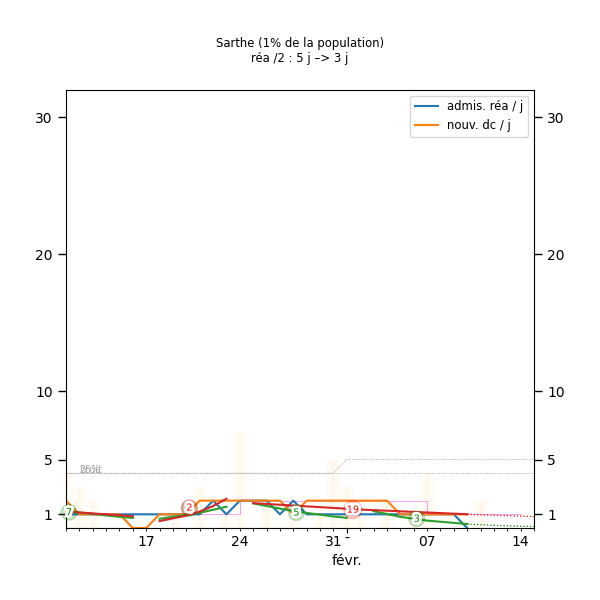 Sarthe (1% de la population)
réa /2 : 5 j –> 3 j
admis. réa / j
nouv. dc / j
30 30
20 20
10 10
5 5
1 1
7 2 5 19 3
17 24 31 07 14
févr.